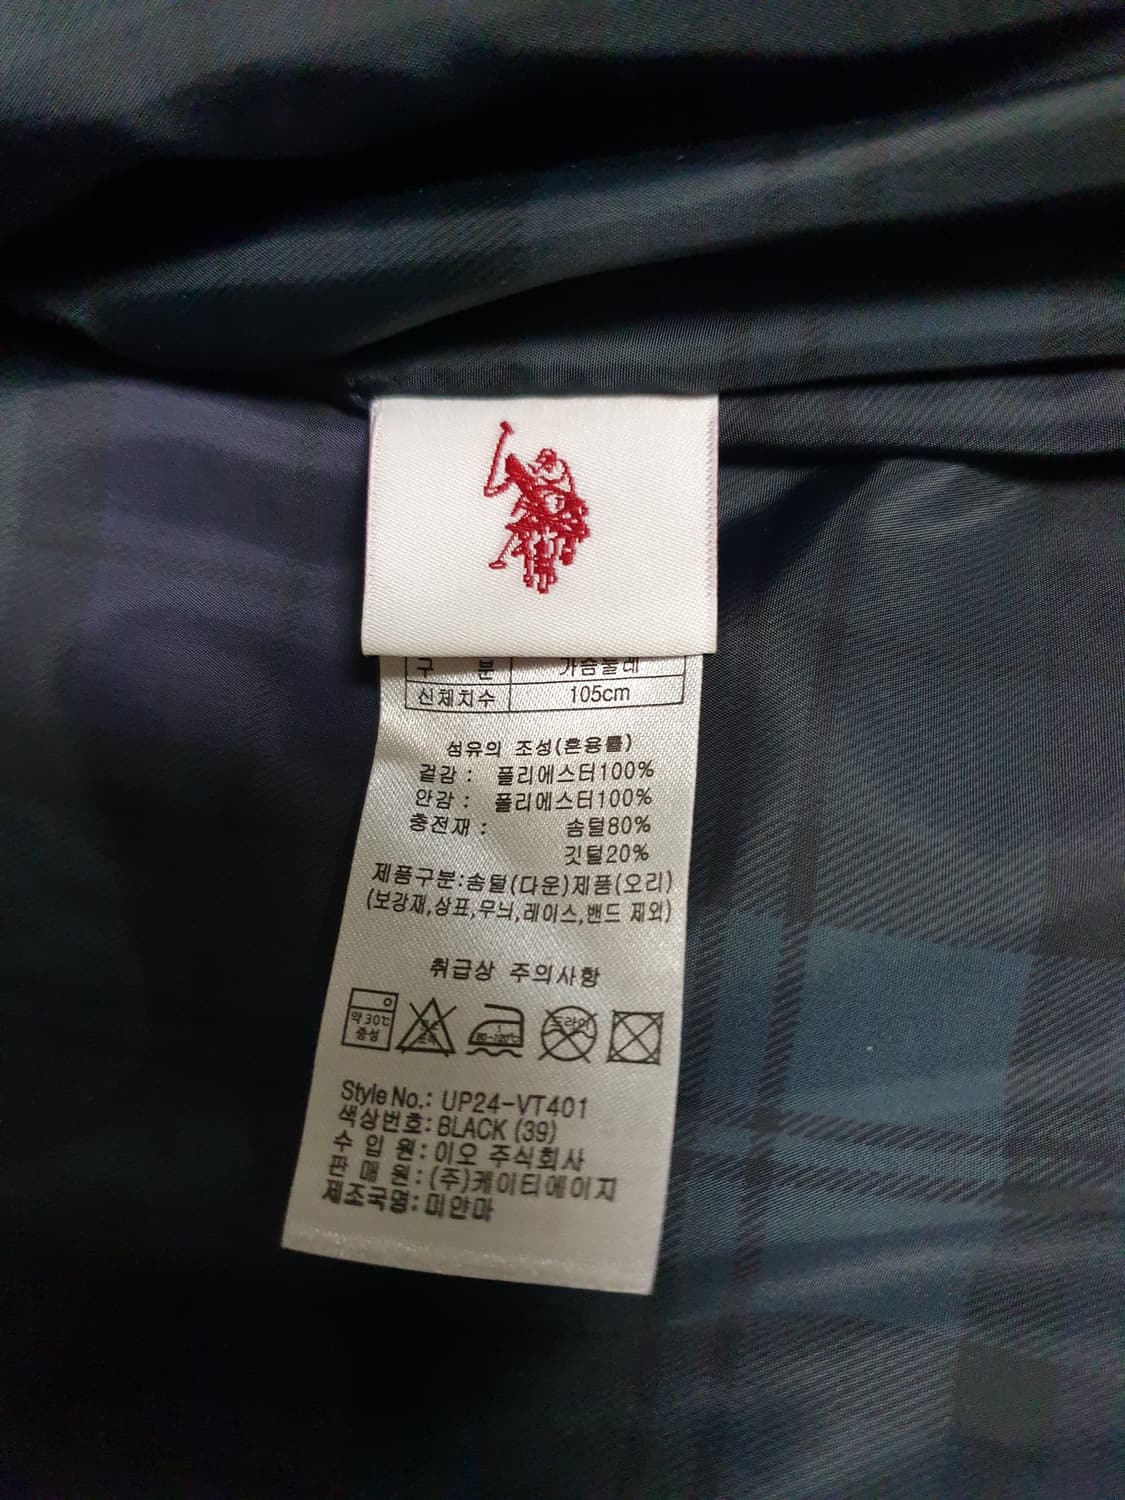 구 분 가슴둘레
신체치수 105cm
섬유의 조성(혼용률)
겉감 : 폴리에스터100%
안감 : 폴리에스터100%
충전재 : 솜털80%
깃털20%
제품구분:솜털(다운)제품(오리)
(보강재,상표,무늬,레이스,밴드 제외)
취급상 주의사항
약 30℃
중성
80~120℃
드라이
Style No.: UP24-VT401
색상번호: BLACK (39)
수 입 원: 이오 주식회사
판 매 원: (주)케이티에이지
제조국명: 미얀마